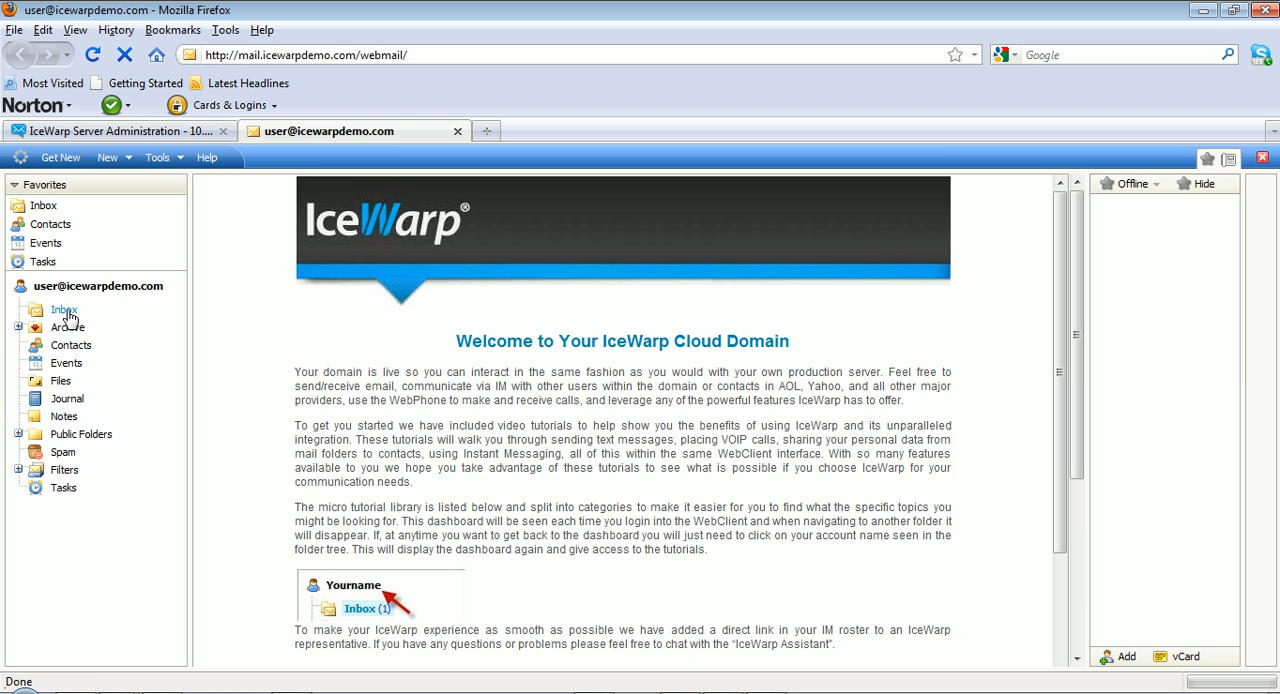 user@icewarpdemo.com - Mozilla Firefox
File Edit View History Bookmarks Tools Help
http://mail.icewarpdemo.com/webmail/
Google
Most Visited Getting Started Latest Headlines
Norton Cards & Logins
IceWarp Server Administration - 10.... user@icewarpdemo.com
Get New New Tools Help
Favorites
Inbox
Contacts
Events
Tasks
user@icewarpdemo.com
Inbox
Archive
Contacts
Events
Files
Journal
Notes
Public Folders
Spam
Filters
Tasks
IceWarp®
Welcome to Your IceWarp Cloud Domain
Your domain is live so you can interact in the same fashion as you would with your own production server. Feel free to
send/receive email, communicate via IM with other users within the domain or contacts in AOL, Yahoo, and all other major
providers, use the WebPhone to make and receive calls, and leverage any of the powerful features IceWarp has to offer.
To get you started we have included video tutorials to help show you the benefits of using IceWarp and its unparalleled
integration. These tutorials will walk you through sending text messages, placing VOIP calls, sharing your personal data from
mail folders to contacts, using Instant Messaging, all of this within the same WebClient interface. With so many features
available to you we hope you take advantage of these tutorials to see what is possible if you choose IceWarp for your
communication needs.
The micro tutorial library is listed below and split into categories to make it easier for you to find what the specific topics you
might be looking for. This dashboard will be seen each time you login into the WebClient and when navigating to another folder it
will disappear. If, at anytime you want to get back to the dashboard you will just need to click on your account name seen in the
folder tree. This will display the dashboard again and give access to the tutorials.
Yourname
Inbox (1)
To make your IceWarp experience as smooth as possible we have added a direct link in your IM roster to an IceWarp
representative. If you have any questions or problems please feel free to chat with the “IceWarp Assistant”.
Offline Hide
Add vCard
Done